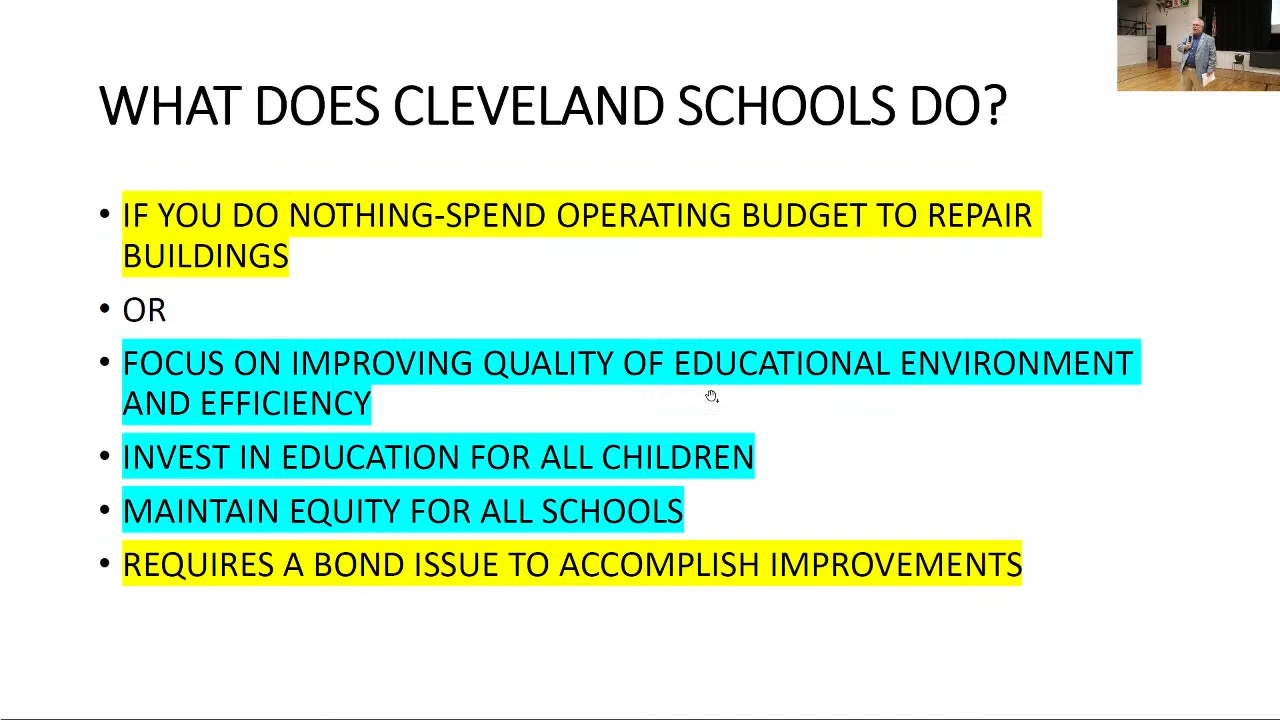 WHAT DOES CLEVELAND SCHOOLS DO?
• IF YOU DO NOTHING-SPEND OPERATING BUDGET TO REPAIR
BUILDINGS
• OR
• FOCUS ON IMPROVING QUALITY OF EDUCATIONAL ENVIRONMENT
AND EFFICIENCY
• INVEST IN EDUCATION FOR ALL CHILDREN
• MAINTAIN EQUITY FOR ALL SCHOOLS
• REQUIRES A BOND ISSUE TO ACCOMPLISH IMPROVEMENTS